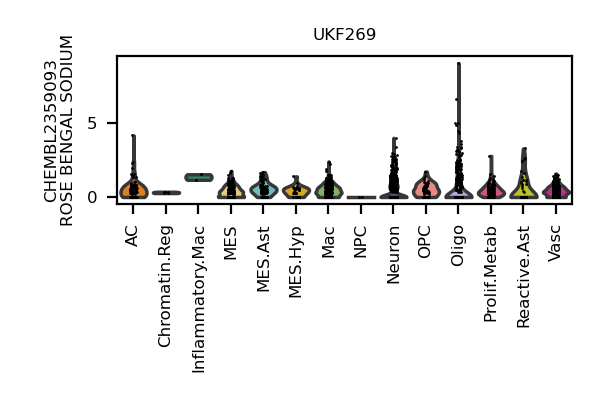 UKF269
CHEMBL2359093
ROSE BENGAL SODIUM
5
0
AC
Chromatin.Reg
Inflammatory.Mac
MES
MES.Ast
MES.Hyp
Mac
NPC
Neuron
OPC
Oligo
Prolif.Metab
Reactive.Ast
Vasc